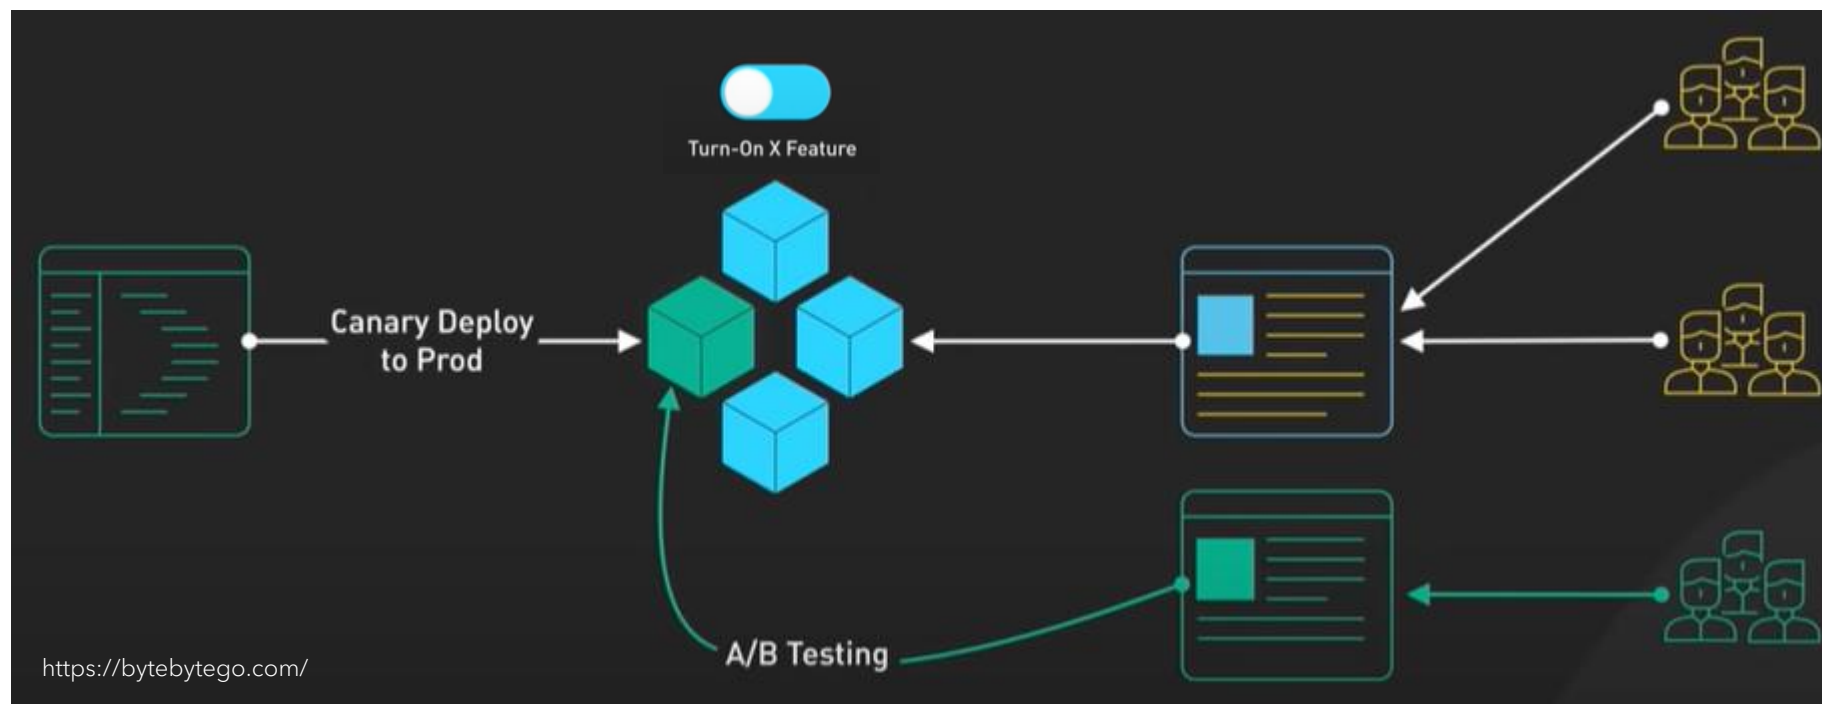 Turn-On X Feature
Canary Deploy
to Prod
A/B Testing
https://bytebytego.com/